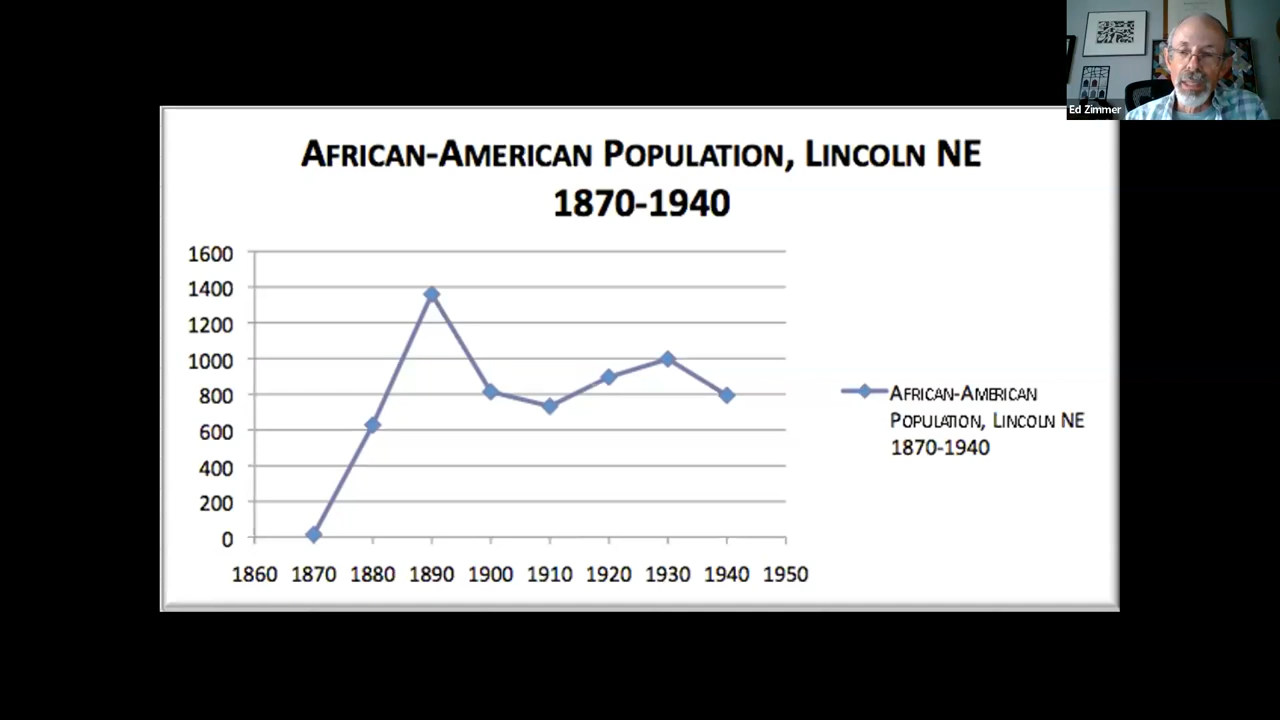 Ed Zimmer
AFRICAN-AMERICAN POPULATION, LINCOLN NE
1870-1940
1600
1400
1200
1000
800
600
400
200
0
1860 1870 1880 1890 1900 1910 1920 1930 1940 1950
AFRICAN-AMERICAN
POPULATION, LINCOLN NE
1870-1940